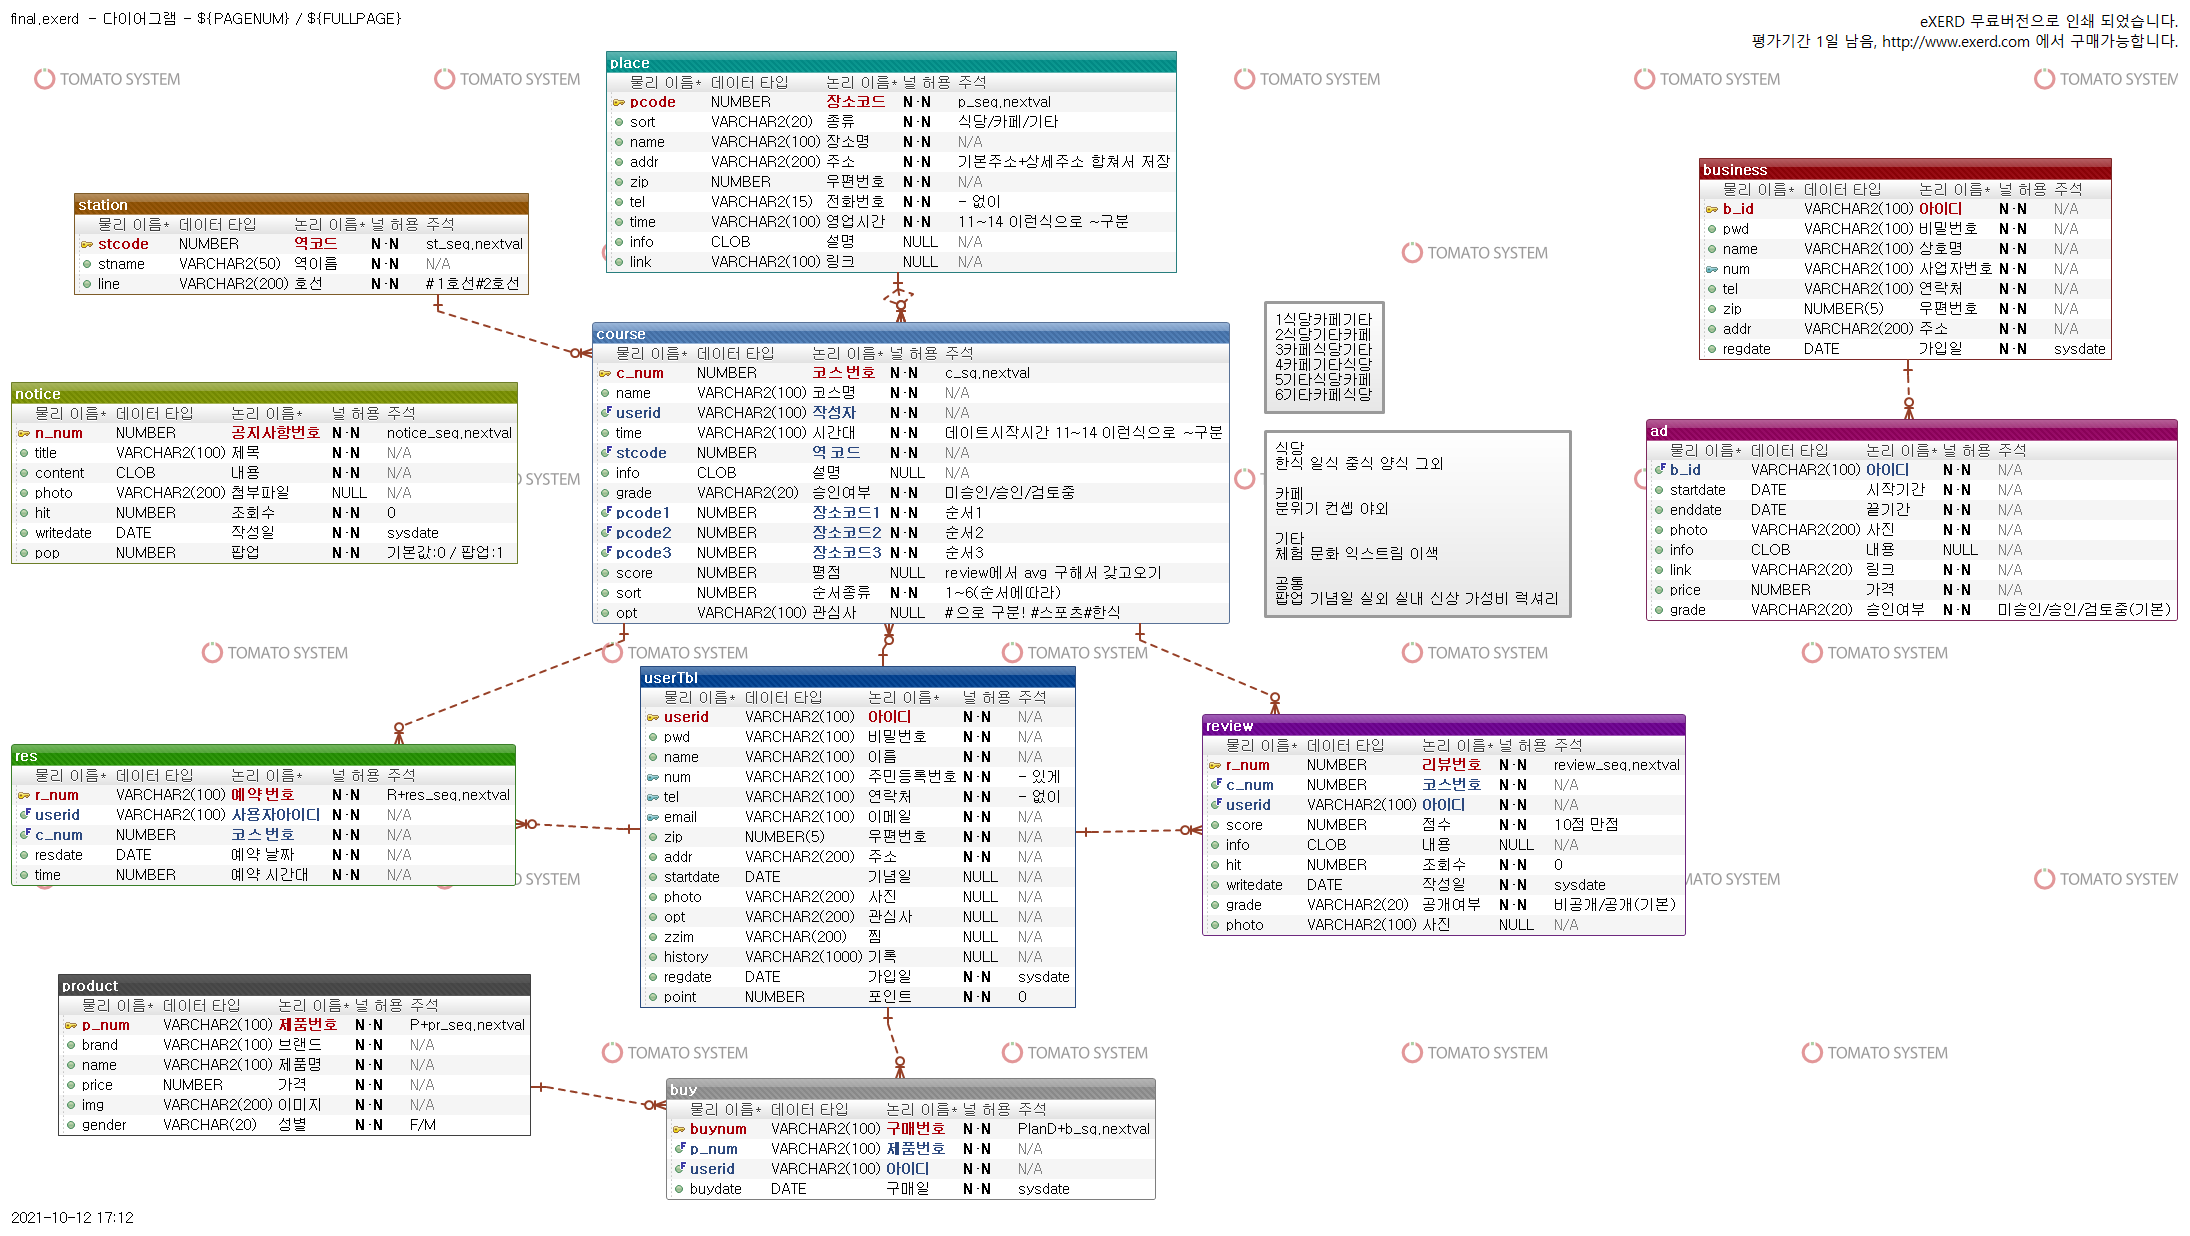 final.exerd - 다이어그램 - ${PAGENUM} / ${FULLPAGE}
eXERD 무료버전으로 인쇄 되었습니다.
평가기간 1일 남음, http://www.exerd.com 에서 구매가능합니다.
TOMATO SYSTEM TOMATO SYSTEM TOMATO SYSTEM TOMATO SYSTEM TOMATO SYSTEM
place
물리 이름* 데이터 타입 논리 이름* 널 허용 주석
pcode NUMBER 장소코드 N-N p_seq.nextval
sort VARCHAR2(20) 종류 N-N 식당/카페/기타
name VARCHAR2(100) 장소명 N-N N/A
addr VARCHAR2(200) 주소 N-N 기본주소+상세주소 합쳐서 저장
zip NUMBER 우편번호 N-N N/A
tel VARCHAR2(15) 전화번호 N-N - 없이
time VARCHAR2(100) 영업시간 N-N 11~14 이런식으로 ~구분
info CLOB 설명 NULL N/A
link VARCHAR2(100) 링크 NULL N/A
business
물리 이름* 데이터 타입 논리 이름* 널 허용 주석
b_id VARCHAR2(100) 아이디 N-N N/A
pwd VARCHAR2(100) 비밀번호 N-N N/A
name VARCHAR2(100) 상호명 N-N N/A
num VARCHAR2(100) 사업자번호 N-N N/A
tel VARCHAR2(100) 연락처 N-N N/A
zip NUMBER(5) 우편번호 N-N N/A
addr VARCHAR2(200) 주소 N-N N/A
regdate DATE 가입일 N-N sysdate
station
물리 이름* 데이터 타입 논리 이름* 널 허용 주석
stcode NUMBER 역코드 N-N st_seq.nextval
stname VARCHAR2(50) 역이름 N-N N/A
line VARCHAR2(200) 호선 N-N #1호선#2호선
TOMATO SYSTEM
course
물리 이름* 데이터 타입 논리 이름* 널 허용 주석
c_num NUMBER 코스번호 N-N c_sq.nextval
name VARCHAR2(100) 코스명 N-N N/A
userid VARCHAR2(100) 작성자 N-N N/A
time VARCHAR2(100) 시간대 N-N 데이트시작시간 11~14 이런식으로 ~구분
stcode VARCHAR2(100) 역 코드 N-N N/A
info CLOB 설명 NULL N/A
grade VARCHAR2(20) 승인여부 N-N 미승인/승인/검토중
pcode1 NUMBER 장소코드1 N-N 순서1
pcode2 NUMBER 장소코드2 N-N 순서2
pcode3 NUMBER 장소코드3 N-N 순서3
score NUMBER 평점 NULL review에서 avg 구해서 갖고오기
sort NUMBER 순서종류 N-N 1~6(순서에따라)
opt VARCHAR2(100) 관심사 NULL #으로 구분! #스포츠#한식
1식당카페기타
2식당기타카페
3카페식당기타
4카페기타식당
5기타식당카페
6기타카페식당
식당
한식 일식 중식 양식 그외
카페
분위기 컨셉 야외
기타
체험 문화 익스트림 이색
공통
팝업 기념일 실외 실내 신상 가성비 럭셔리
notice
물리 이름* 데이터 타입 논리 이름* 널 허용 주석
n_num NUMBER 공지사항번호 N-N notice_seq.nextval
title VARCHAR2(100) 제목 N-N N/A
content CLOB 내용 N-N N/A
photo VARCHAR2(200) 첨부파일 NULL N/A
hit NUMBER 조회수 N-N 0
writedate DATE 작성일 N-N sysdate
pop NUMBER 팝업 N-N 기본값:0 / 팝업:1
SYSTEM
ad
물리 이름* 데이터 타입 논리 이름* 널 허용 주석
b_id VARCHAR2(100) 아이디 N-N N/A
startdate DATE 시작기간 N-N N/A
enddate DATE 끝기간 N-N N/A
photo VARCHAR2(200) 사진 N-N N/A
info CLOB 내용 NULL N/A
link VARCHAR2(20) 링크 N-N N/A
price NUMBER 가격 N-N N/A
grade VARCHAR2(20) 승인여부 N-N 미승인/승인/검토중(기본)
TOMATO SYSTEM TOMATO SYSTEM TOMATO SYSTEM TOMATO SYSTEM TOMATO SYSTEM
userTbl
물리 이름* 데이터 타입 논리 이름* 널 허용 주석
userid VARCHAR2(100) 아이디 N-N N/A
pwd VARCHAR2(100) 비밀번호 N-N N/A
name VARCHAR2(100) 이름 N-N N/A
num VARCHAR2(100) 주민등록번호 N-N - 있게
tel VARCHAR2(100) 연락처 N-N - 없이
email VARCHAR2(100) 이메일 N-N N/A
zip NUMBER(5) 우편번호 N-N N/A
addr VARCHAR2(200) 주소 N-N N/A
startdate DATE 기념일 NULL N/A
photo VARCHAR2(200) 사진 NULL N/A
opt VARCHAR2(200) 관심사 NULL N/A
zzim VARCHAR(200) 찜 NULL N/A
history VARCHAR2(1000) 기록 NULL N/A
regdate DATE 가입일 N-N sysdate
point NUMBER 포인트 N-N 0
review
물리 이름* 데이터 타입 논리 이름* 널 허용 주석
r_num NUMBER 리뷰번호 N-N review_seq.nextval
c_num NUMBER 코스번호 N-N N/A
userid VARCHAR2(100) 아이디 N-N N/A
score NUMBER 점수 N-N 10점 만점
info CLOB 내용 NULL N/A
hit NUMBER 조회수 N-N 0
writedate DATE 작성일 N-N sysdate
grade VARCHAR2(20) 공개여부 N-N 비공개/공개(기본)
photo VARCHAR2(100) 사진 NULL N/A
res
물리 이름* 데이터 타입 논리 이름* 널 허용 주석
r_num VARCHAR2(100) 예약번호 N-N R+res_seq.nextval
userid VARCHAR2(100) 사용자아이디 N-N N/A
c_num NUMBER 코스 번호 N-N N/A
resdate DATE 예약 날짜 N-N N/A
time NUMBER 예약 시간대 N-N N/A
SYSTEM MATO SYSTEM TOMATO SYSTEM
product
물리 이름* 데이터 타입 논리 이름* 널 허용 주석
p_num VARCHAR2(100) 제품번호 N-N P+pr_seq.nextval
brand VARCHAR2(100) 브랜드 N-N N/A
name VARCHAR2(100) 제품명 N-N N/A
price NUMBER 가격 N-N N/A
img VARCHAR2(200) 이미지 N-N N/A
gender VARCHAR(20) 성별 N-N F/M
TOMATO SYSTEM TOMATO SYSTEM TOMATO SYSTEM TOMATO SYSTEM
buy
물리 이름* 데이터 타입 논리 이름* 널 허용 주석
buynum VARCHAR2(100) 구매번호 N-N PlanD+b_sq.nextval
p_num VARCHAR2(100) 제품번호 N-N N/A
userid VARCHAR2(100) 아이디 N-N N/A
buydate DATE 구매일 N-N sysdate
2021-10-12 17:12